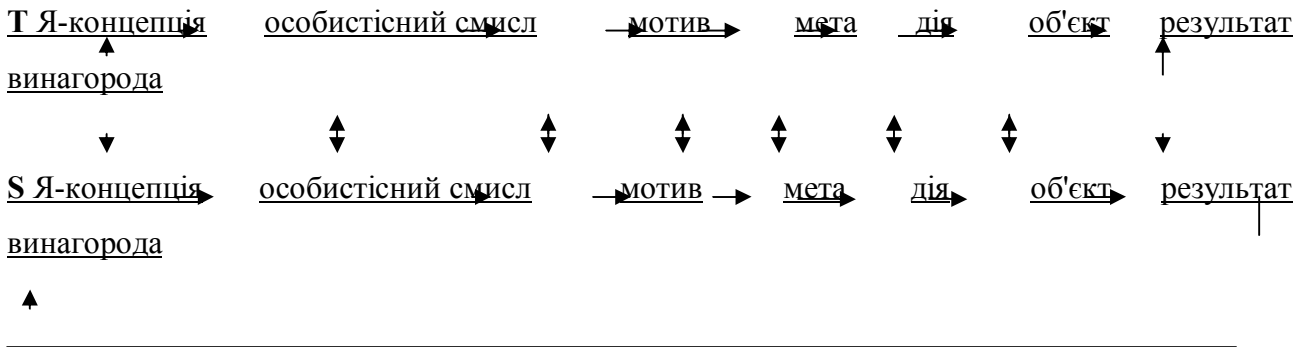 Т Я-концепція особистісний смисл мотив мета дія об'єкт результат
винагорода
S Я-концепція особистісний смисл мотив мета дія об'єкт результат
винагорода